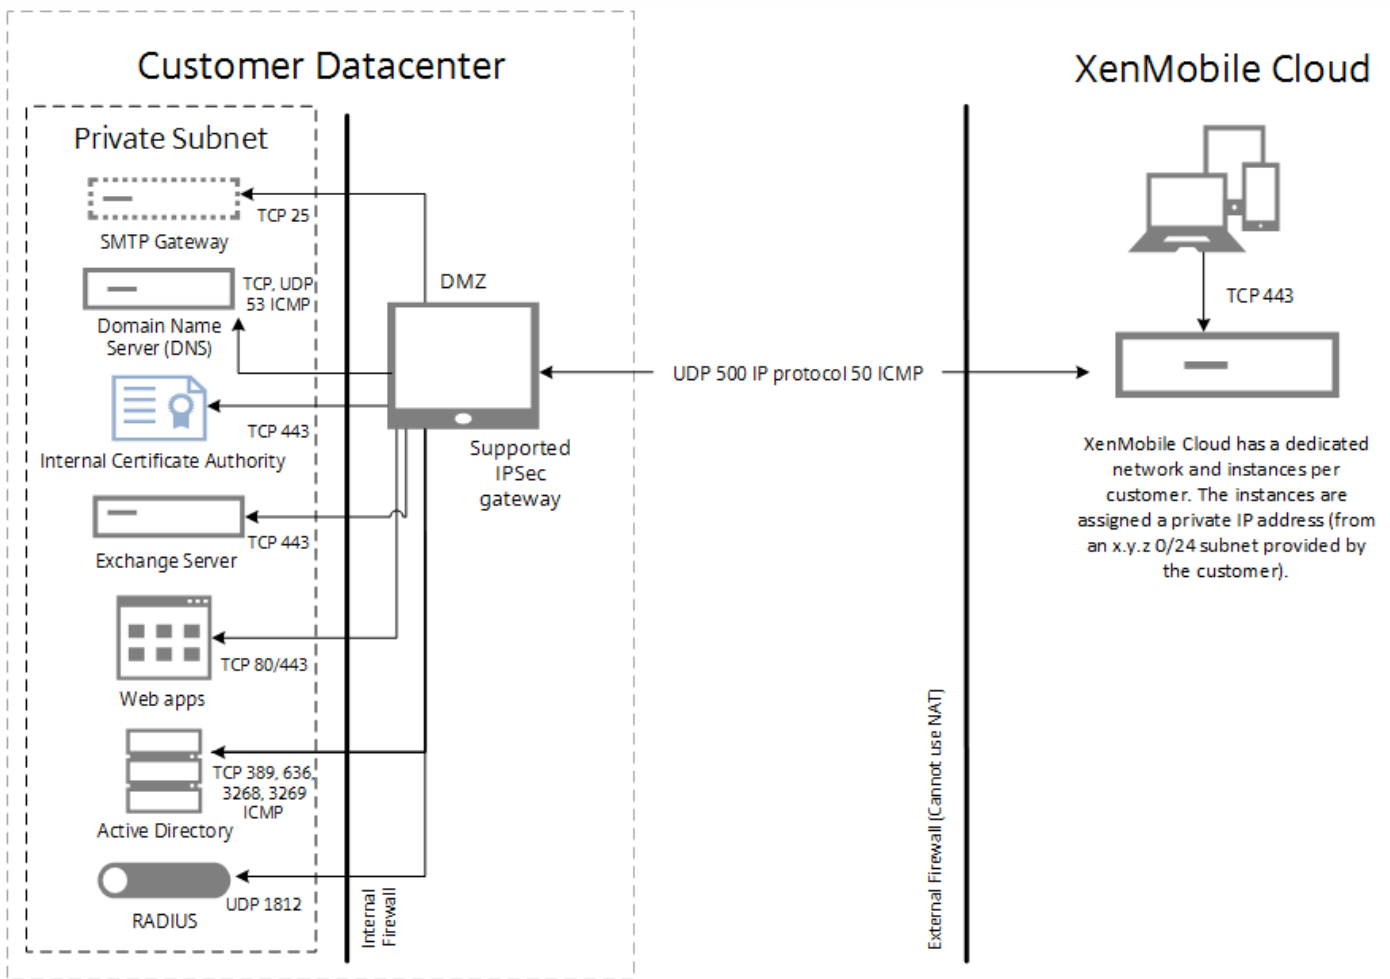 Customer Datacenter
XenMobile Cloud
Private Subnet
TCP 25
SMTP Gateway
TCP, UDP
53 ICMP
Domain Name
Server (DNS)
TCP 443
Internal Certificate Authority
TCP 443
Exchange Server
TCP 80/443
Web apps
TCP 389, 636,
3268, 3269
ICMP
Active Directory
UDP 1812
RADIUS
Internal
Firewall
DMZ
Supported
IPSec
gateway
UDP 500 IP protocol 50 ICMP
External Firewall (Cannot use NAT)
TCP 443
XenMobile Cloud has a dedicated
network and instances per
customer. The instances are
assigned a private IP address (from
an x.y.z 0/24 subnet provided by
the customer).